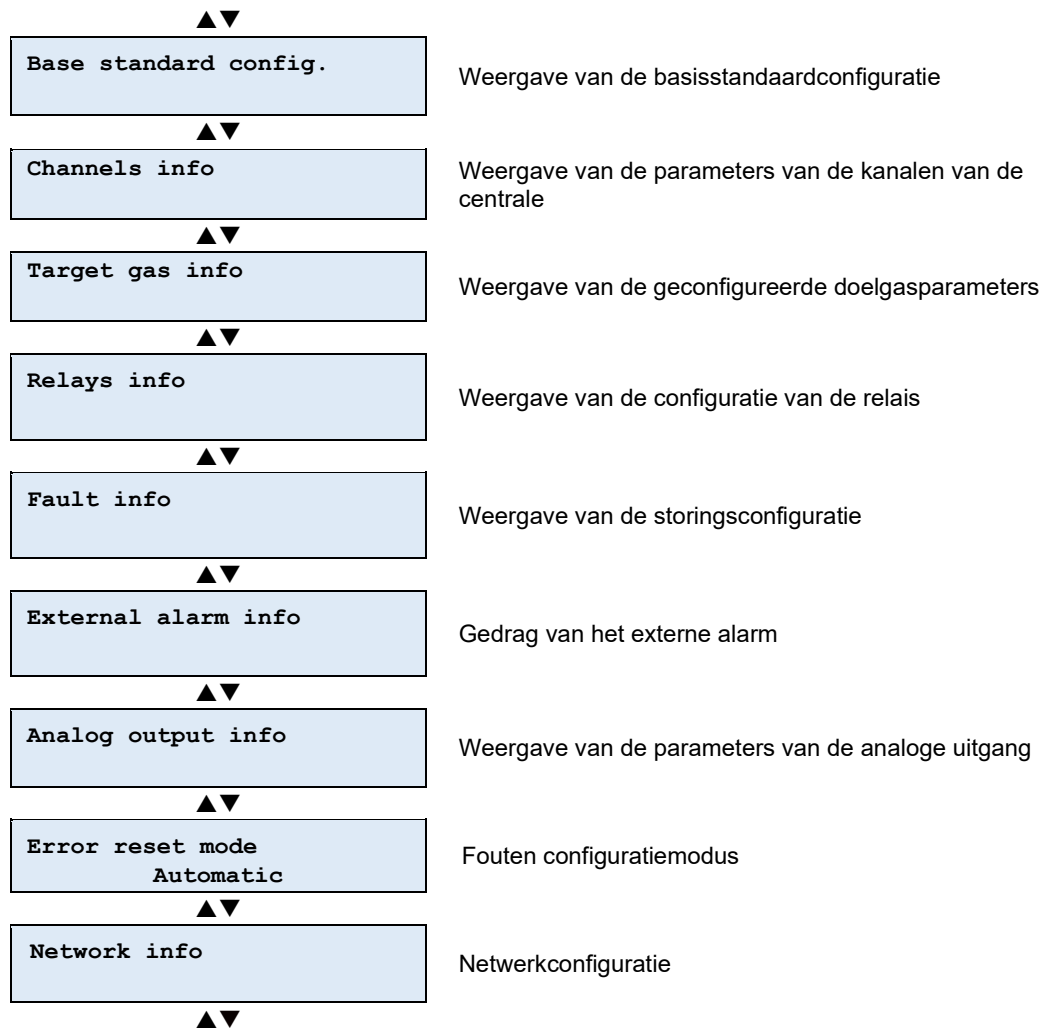 ▲▼
Base standard config.
Weergave van de basisstandaardconfiguratie
▲▼
Channels info
Weergave van de parameters van de kanalen van de
centrale
▲▼
Target gas info
Weergave van de geconfigureerde doelgasparameters
▲▼
Relays info
Weergave van de configuratie van de relais
▲▼
Fault info
Weergave van de storingsconfiguratie
▲▼
External alarm info
Gedrag van het externe alarm
▲▼
Analog output info
Weergave van de parameters van de analoge uitgang
▲▼
Error reset mode
Automatic
Fouten configuratiemodus
▲▼
Network info
Netwerkconfiguratie
▲▼